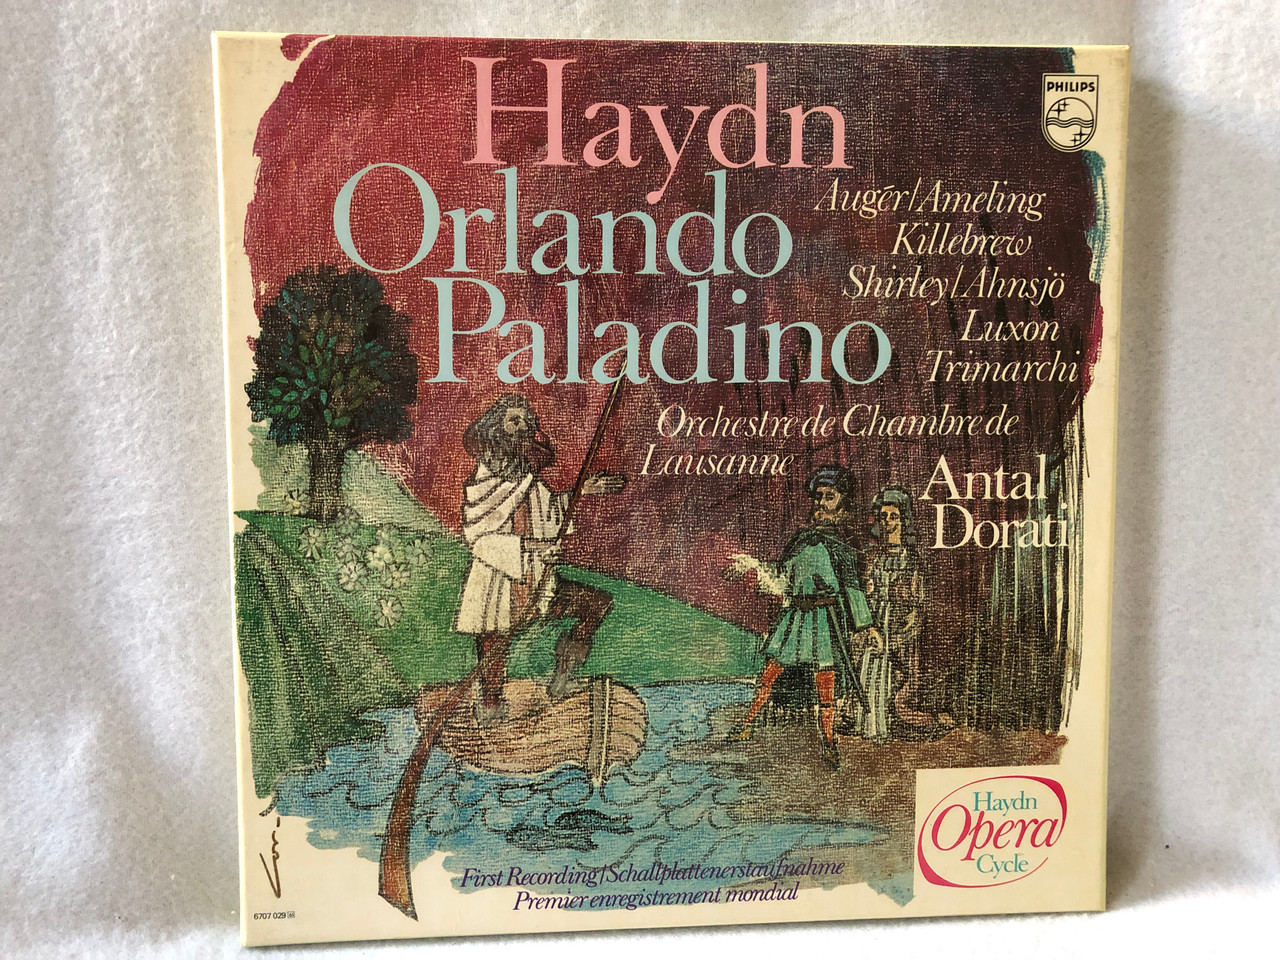 Haydn
PHILIPS
Orlando
Paladino
Augér/Ameling
Killebrew
Shirley/Ahnsjö
Luxon
Trimarchi
Orchestre de Chambre de
Lausanne
Antal
Dorati
Haydn
Opera
Cycle
First Recording/Schallplattenerstaufnahme
Premier enregistrement mondial
6707 029